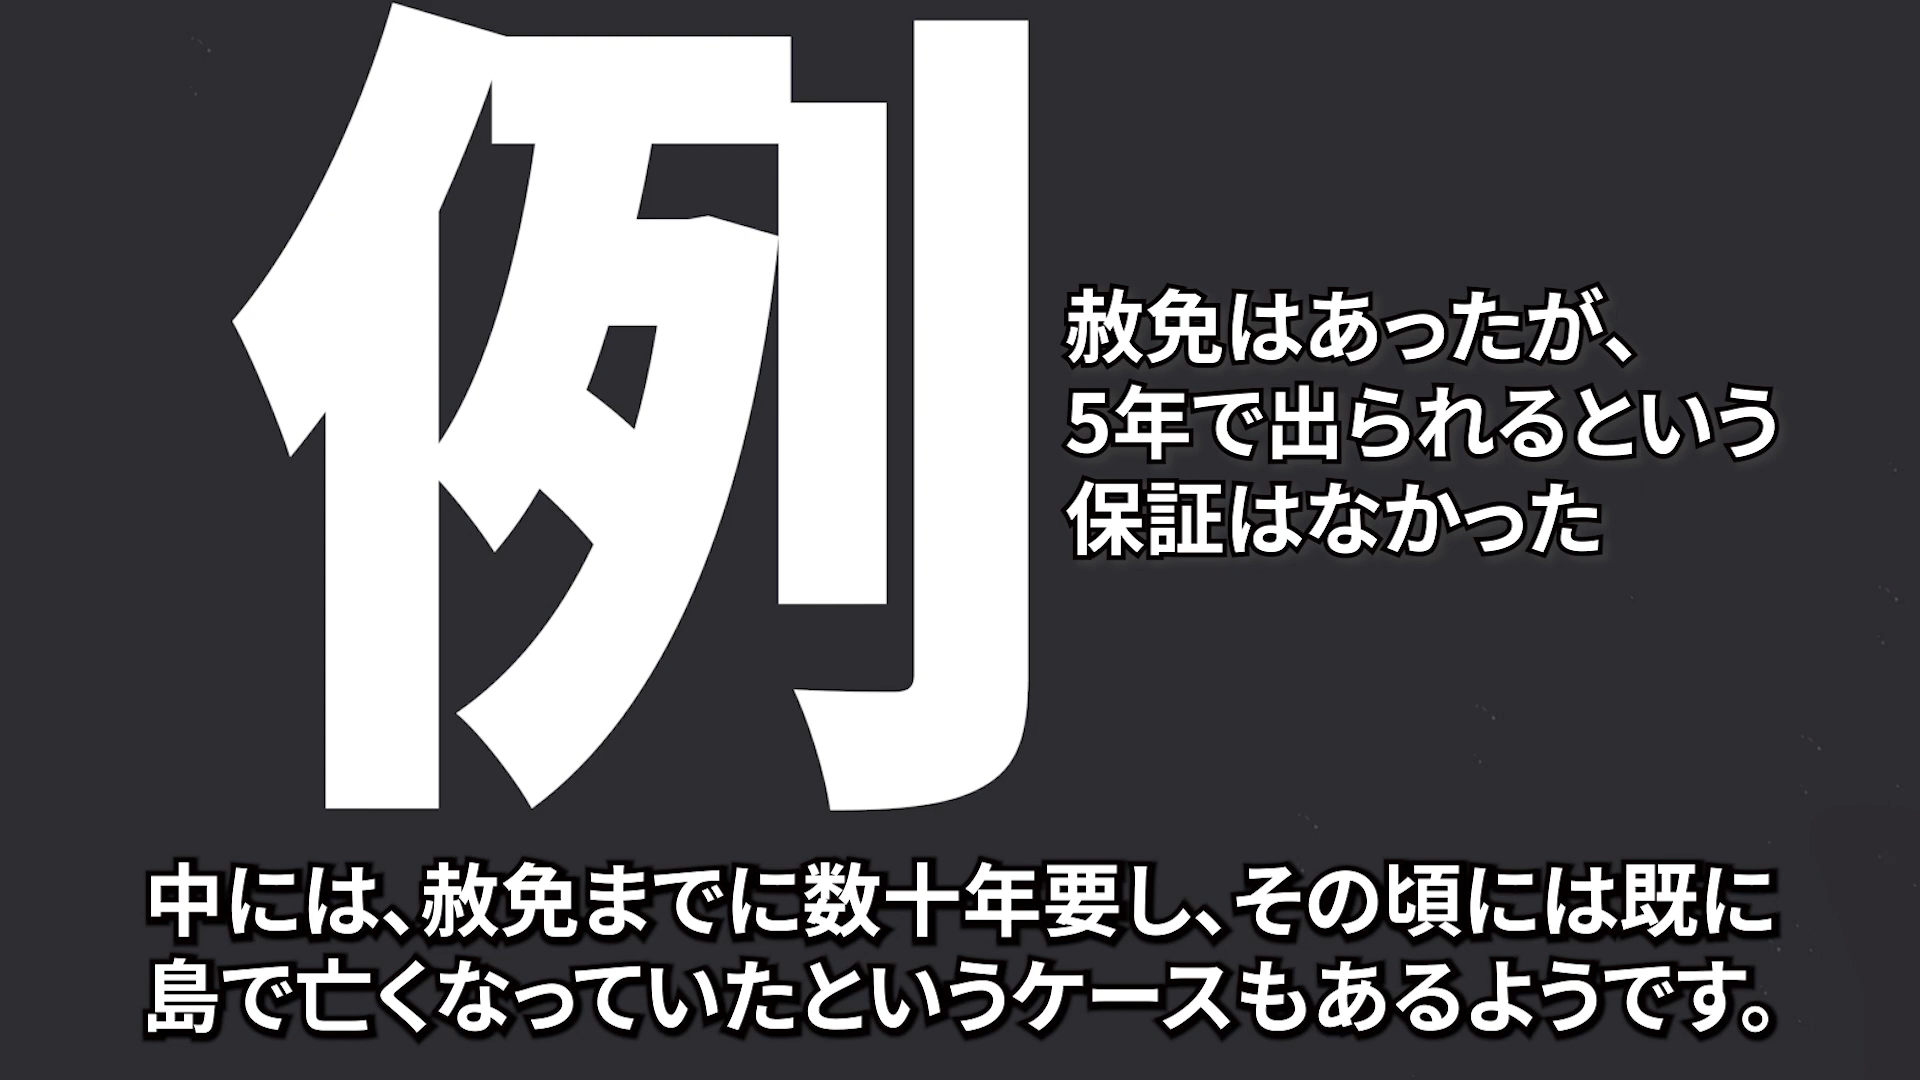 例
赦免はあったが、
5年で出られるという
保証はなかった
中には、赦免までに数十年要し、その頃には既に
島で亡くなっていたというケースもあるようです。